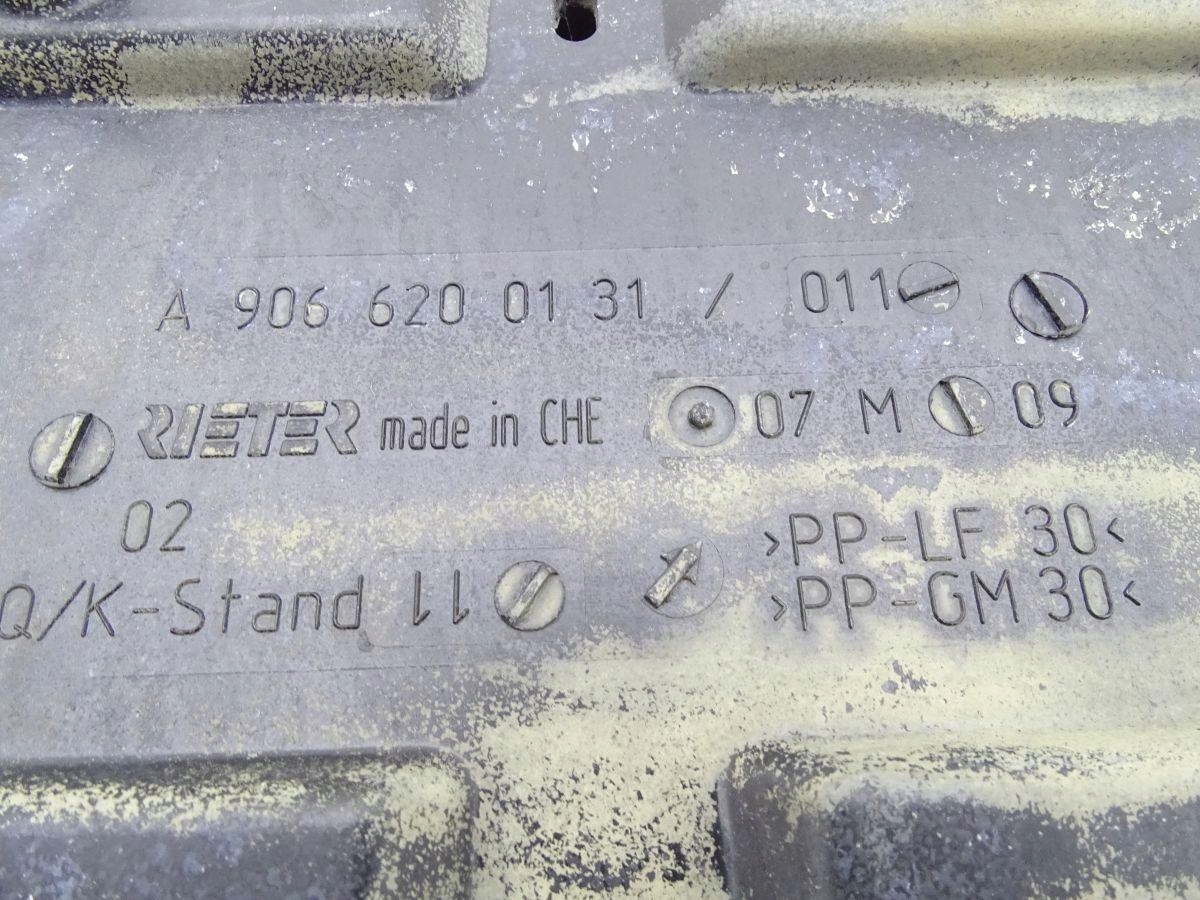 A 906 620 01 31 / 011
RIETER made in CHE 07 M 09
02 >PP-LF 30<
Q/K-Stand 11 >PP-GM 30<